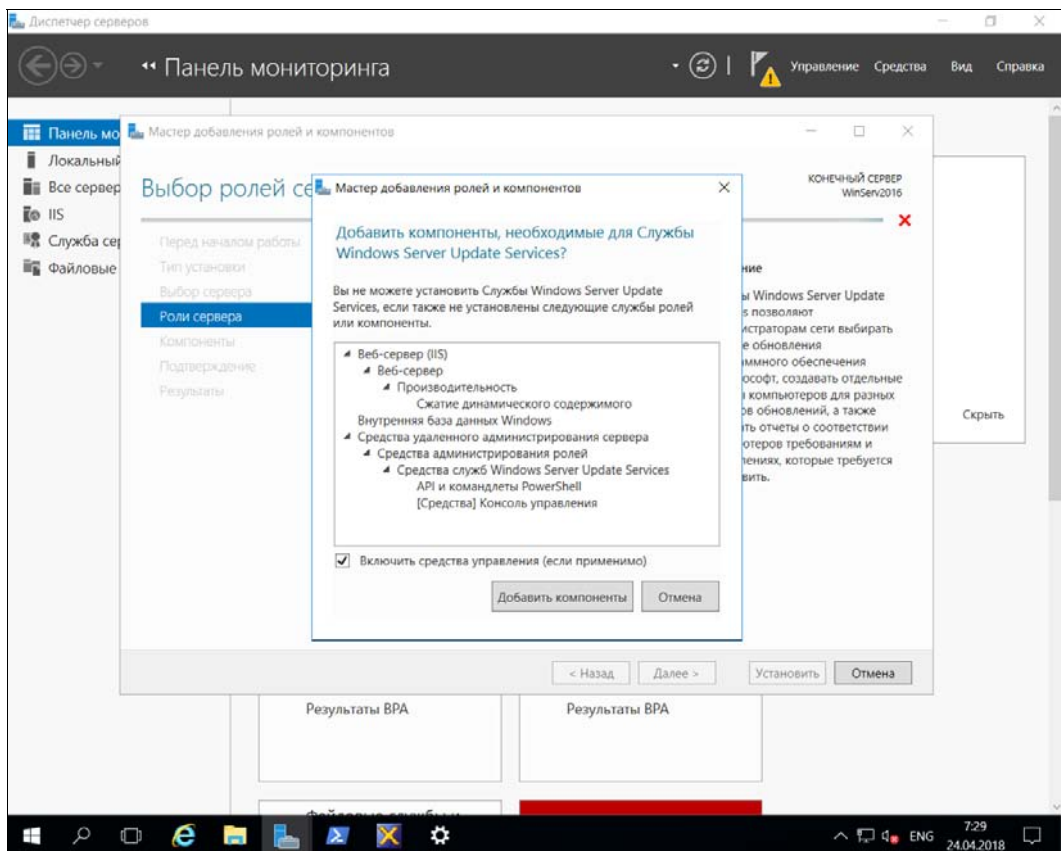 Диспетчер серверов
Панель мониторинга
Управление Средства Вид Справка
Панель мо
Локальный
Все сервер
IIS
Служба сер
Файловые
Мастер добавления ролей и компонентов
Выбор ролей се
КОНЕЧНЫЙ СЕРВЕР
WinServ2016
Перед началом работы
Тип установки
Выбор сервера
Роли сервера
Компоненты
Подтверждение
Результаты
Мастер добавления ролей и компонентов
Добавить компоненты, необходимые для Службы
Windows Server Update Services?
Вы не можете установить Службы Windows Server Update
Services, если также не установлены следующие службы ролей
или компоненты.
Веб-сервер (IIS)
Веб-сервер
Производительность
Сжатие динамического содержимого
Внутренняя база данных Windows
Средства удаленного администрирования сервера
Средства администрирования ролей
Средства служб Windows Server Update Services
API и командлеты PowerShell
[Средства] Консоль управления
Включить средства управления (если применимо)
Добавить компоненты Отмена
ние
ы Windows Server Update
s позволяют
истраторам сети выбирать
е обновления
ммного обеспечения
ософт, создавать отдельные
ы компьютеров для разных
ов обновлений, а также
ть отчеты о соответствии
ютеров требованиям и
лениях, которые требуется
вить.
Скрыть
< Назад Далее > Установить Отмена
Результаты BPA Результаты BPA
ENG
7:29
24.04.2018